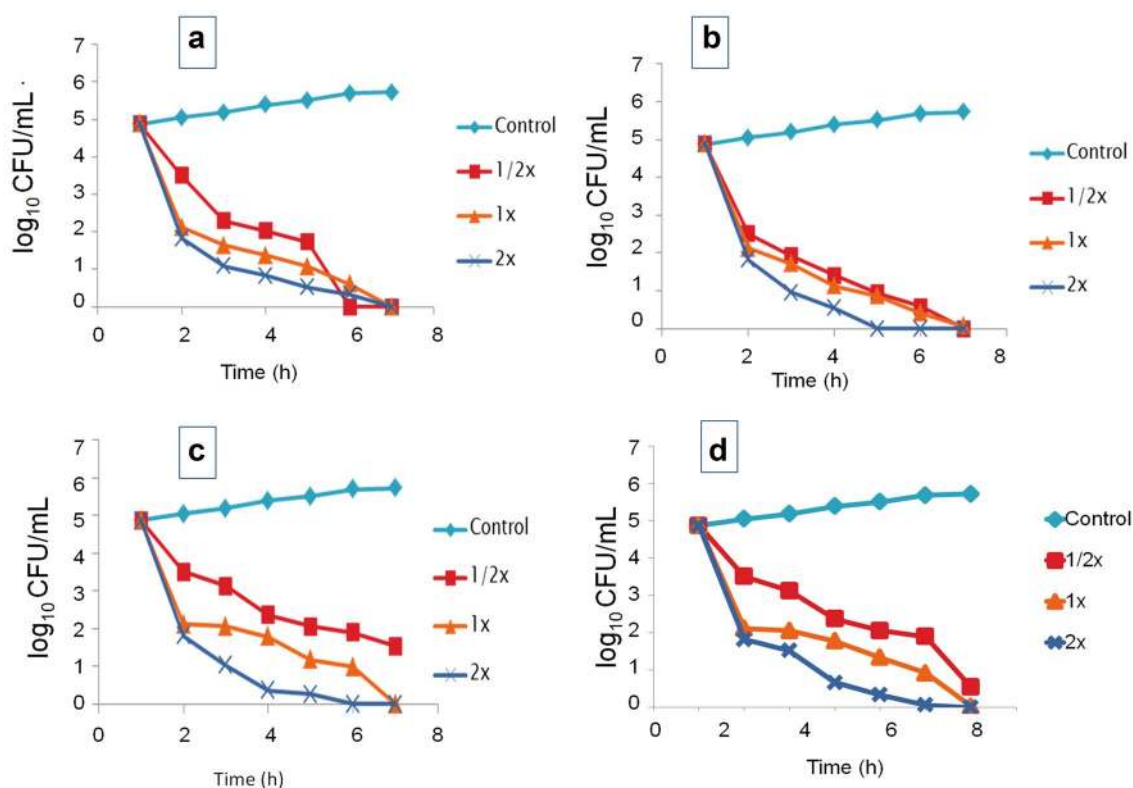 a
log₁₀ CFU/mL
7
6
5
4
3
2
1
0
0 2 4 6 8
Time (h)
Control
1/2x
1x
2x
b
log₁₀ CFU/mL
7
6
5
4
3
2
1
0
0 2 4 6 8
Time (h)
Control
1/2x
1x
2x
c
log₁₀ CFU/mL
7
6
5
4
3
2
1
0
0 2 4 6 8
Time (h)
Control
1/2x
1x
2x
d
log₁₀ CFU/mL
7
6
5
4
3
2
1
0
0 2 4 6 8
Time (h)
Control
1/2x
1x
2x